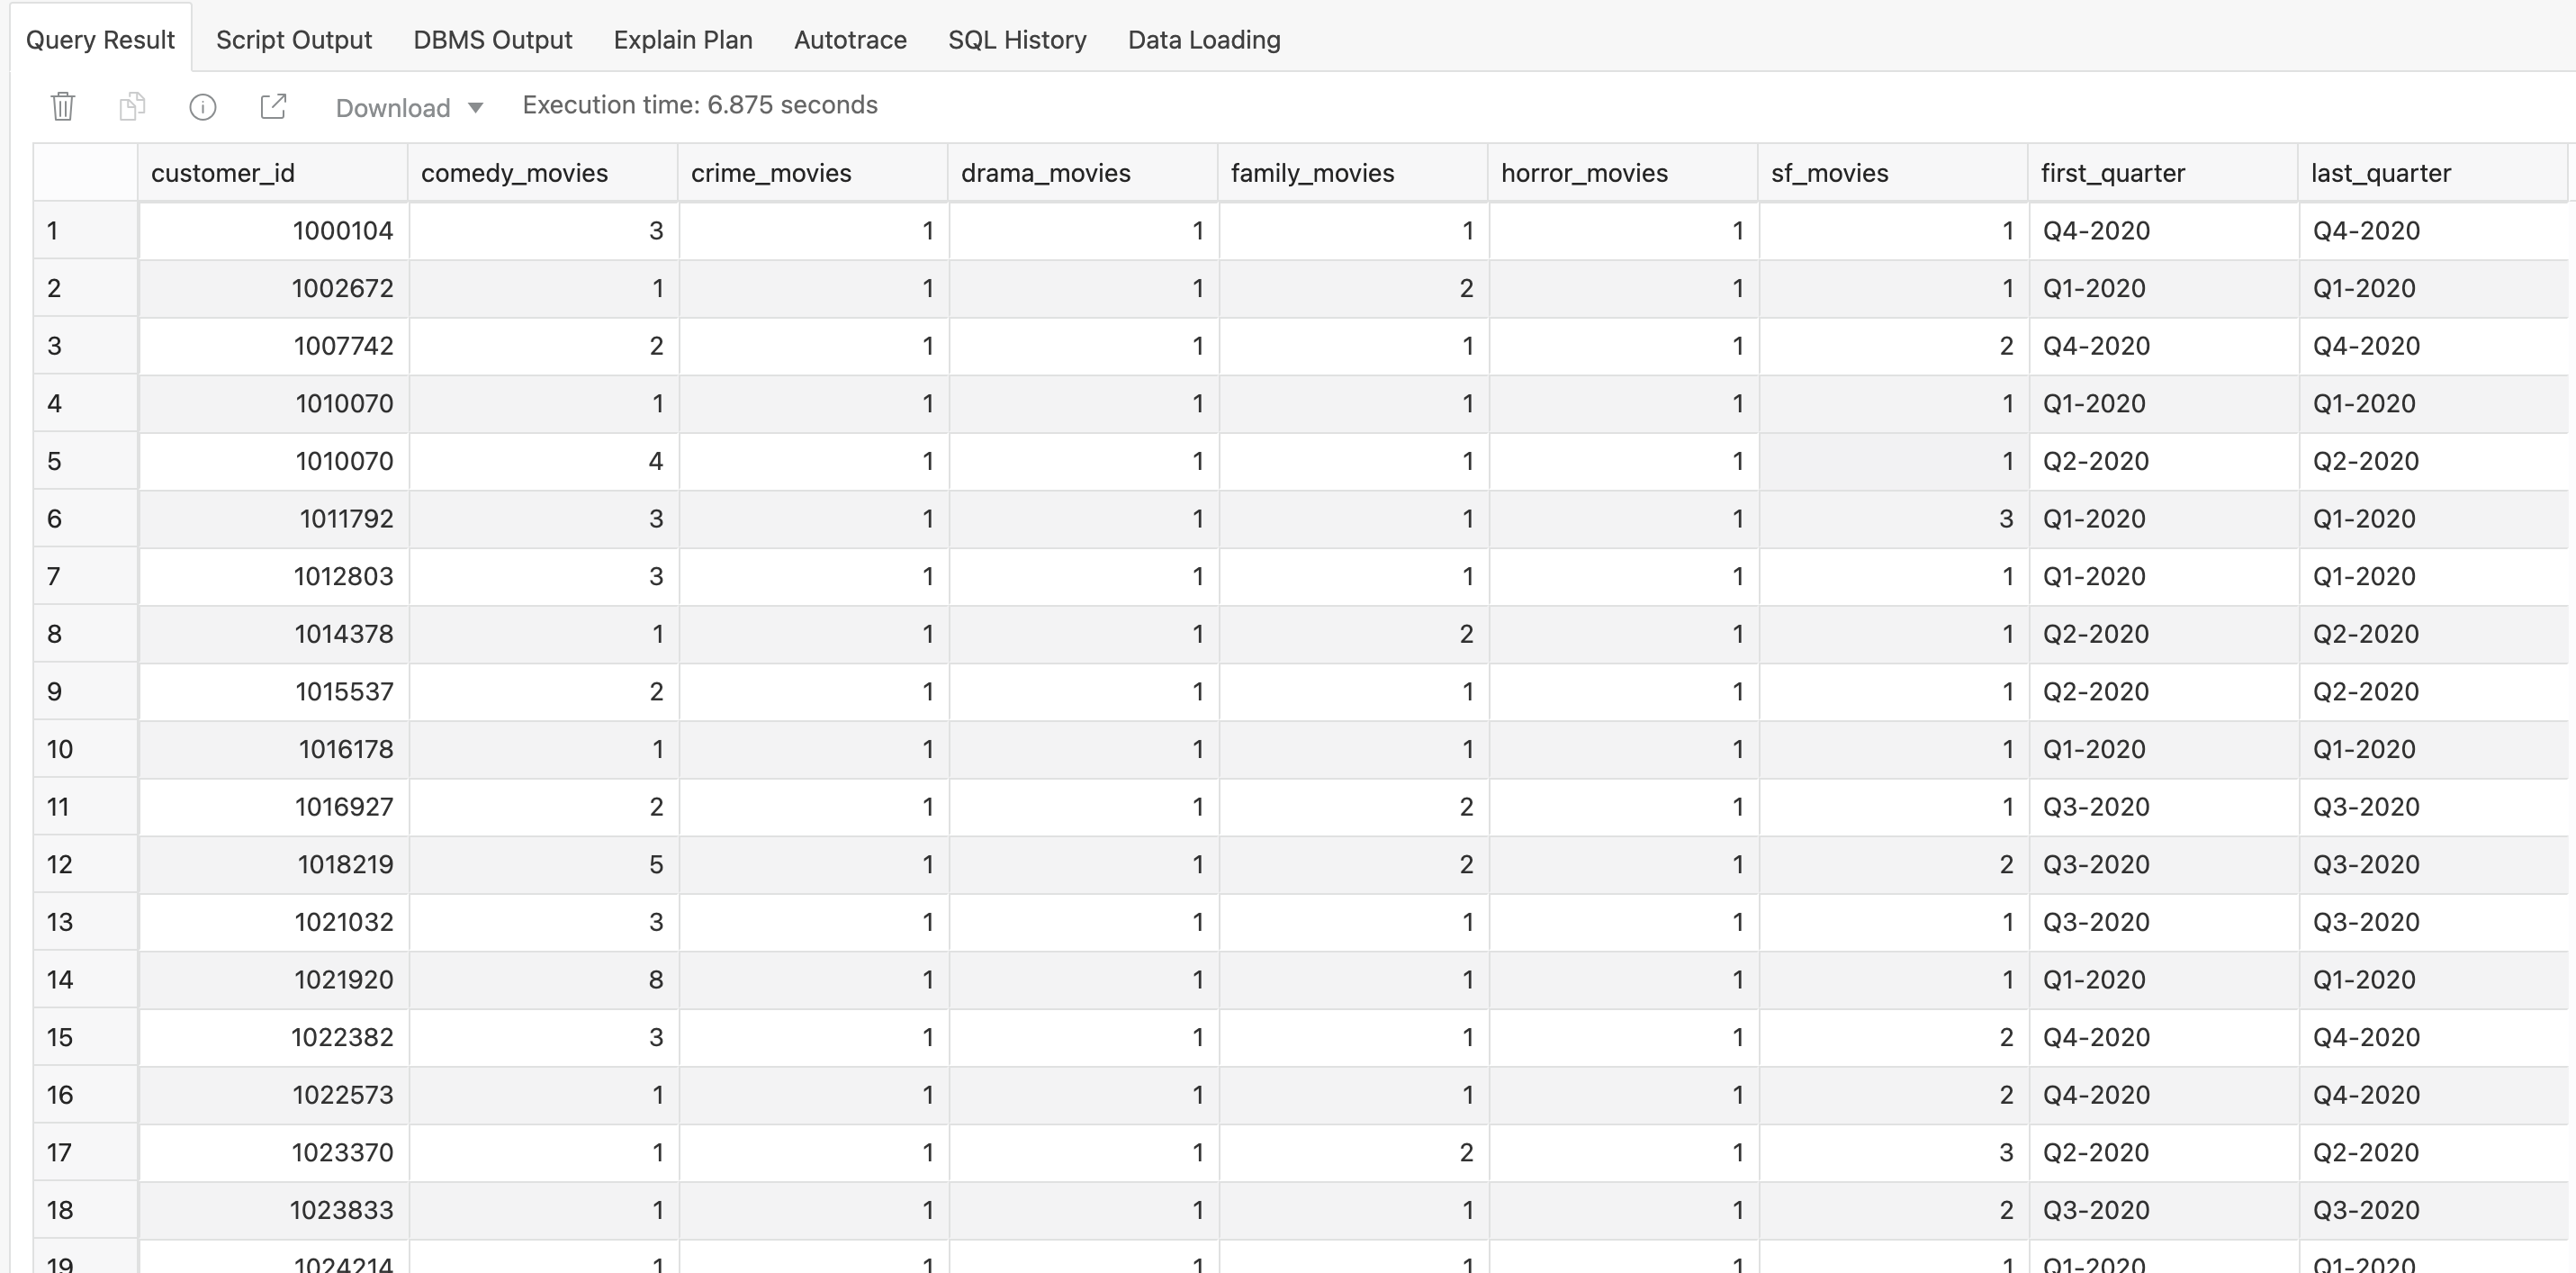 Query Result Script Output DBMS Output Explain Plan Autotrace SQL History Data Loading
Download Execution time: 6.875 seconds
customer_id comedy_movies crime_movies drama_movies family_movies horror_movies sf_movies first_quarter last_quarter
1 1000104 3 1 1 1 1 1 Q4-2020 Q4-2020
2 1002672 1 1 1 2 1 1 Q1-2020 Q1-2020
3 1007742 2 1 1 1 1 2 Q4-2020 Q4-2020
4 1010070 1 1 1 1 1 1 Q1-2020 Q1-2020
5 1010070 4 1 1 1 1 1 Q2-2020 Q2-2020
6 1011792 3 1 1 1 1 3 Q1-2020 Q1-2020
7 1012803 3 1 1 1 1 1 Q1-2020 Q1-2020
8 1014378 1 1 1 2 1 1 Q2-2020 Q2-2020
9 1015537 2 1 1 1 1 1 Q2-2020 Q2-2020
10 1016178 1 1 1 1 1 1 Q1-2020 Q1-2020
11 1016927 2 1 1 2 1 1 Q3-2020 Q3-2020
12 1018219 5 1 1 2 1 2 Q3-2020 Q3-2020
13 1021032 3 1 1 1 1 1 Q3-2020 Q3-2020
14 1021920 8 1 1 1 1 1 Q1-2020 Q1-2020
15 1022382 3 1 1 1 1 2 Q4-2020 Q4-2020
16 1022573 1 1 1 1 1 2 Q4-2020 Q4-2020
17 1023370 1 1 1 2 1 3 Q2-2020 Q2-2020
18 1023833 1 1 1 1 1 2 Q3-2020 Q3-2020
19 1024214 1 1 1 1 1 1 Q1-2020 Q1-2020